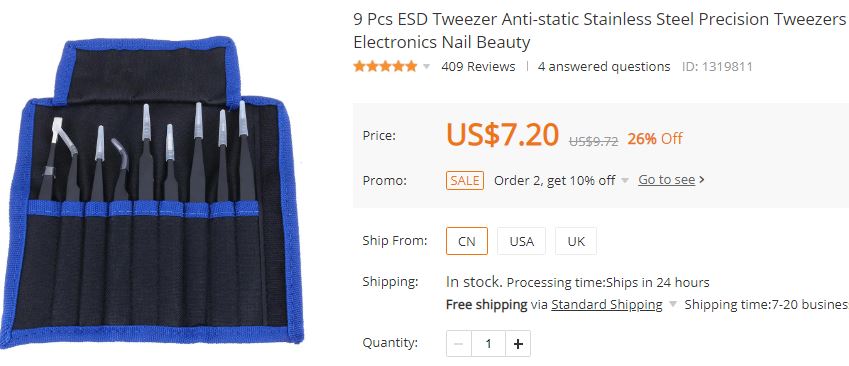 9 Pcs ESD Tweezer Anti-static Stainless Steel Precision Tweezers
Electronics Nail Beauty
409 Reviews
4 answered questions
ID: 1319811
Price:
US$7.20 US$9.72 26% Off
Promo:
SALE Order 2, get 10% off Go to see >
Ship From:
CN USA UK
Shipping:
In stock. Processing time:Ships in 24 hours
Free shipping via Standard Shipping Shipping time:7-20 busines
Quantity:
− 1 +